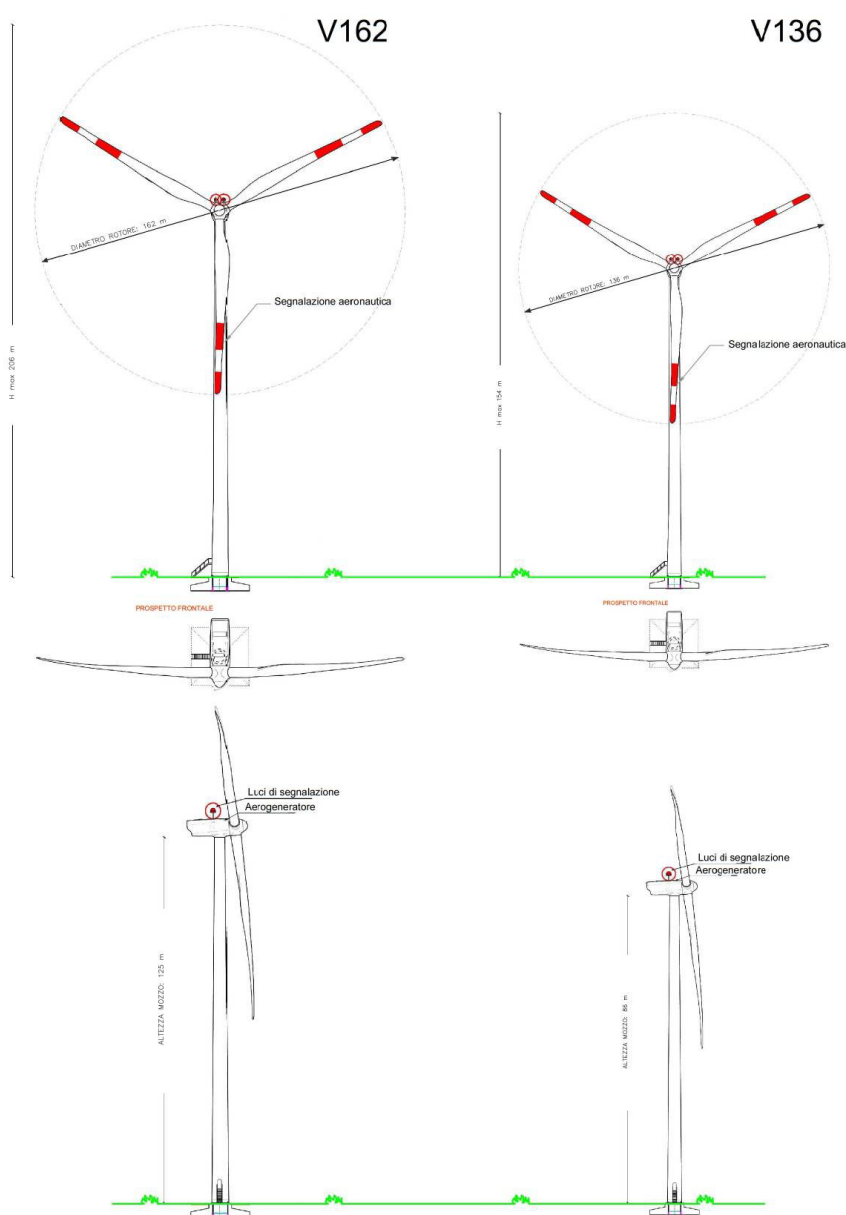 V162
V136
DIAMETRO ROTORE: 162 m
Segnalazione aeronautica
H max 206 m
DIAMETRO ROTORE: 136 m
Segnalazione aeronautica
H max 154 m
PROSPETTO FRONTALE
PROSPETTO FRONTALE
Luci di segnalazione
Aerogeneratore
ALTEZZA MOZZO: 125 m
Luci di segnalazione
Aerogeneratore
ALTEZZA MOZZO: 86 m